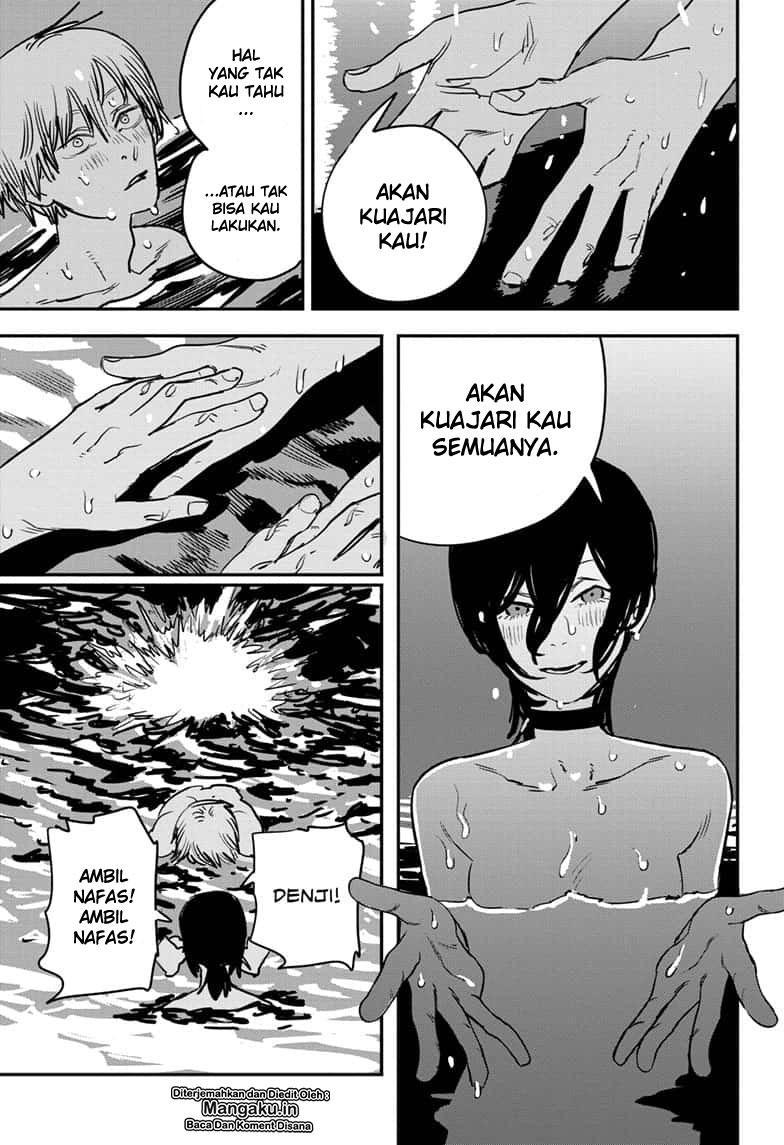 HAL
YANG TAK
KAU TAHU
...
...ATAU TAK
BISA KAU
LAKUKAN.
AKAN
KUAJARI
KAU!
AKAN
KUAJARI KAU
SEMUANYA.
DENJI!
AMBIL
NAFAS!
AMBIL
NAFAS!
Diterjemahkan dan Diedit Oleh :
Mangaku.in
Baca Dan Koment Disana